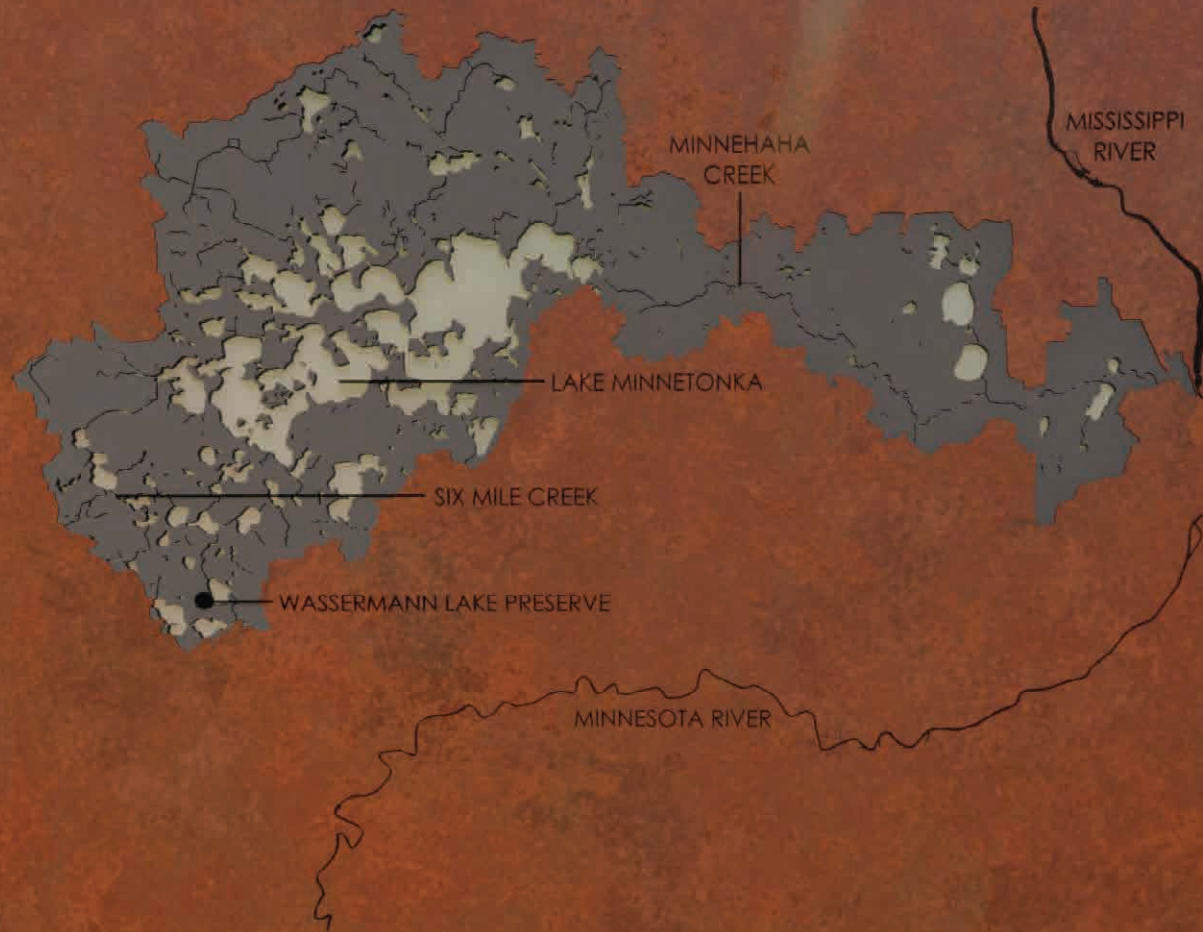 MISSISSIPPI
RIVER
MINNEHAHA
CREEK
LAKE MINNETONKA
SIX MILE CREEK
WASSERMANN LAKE PRESERVE
MINNESOTA RIVER